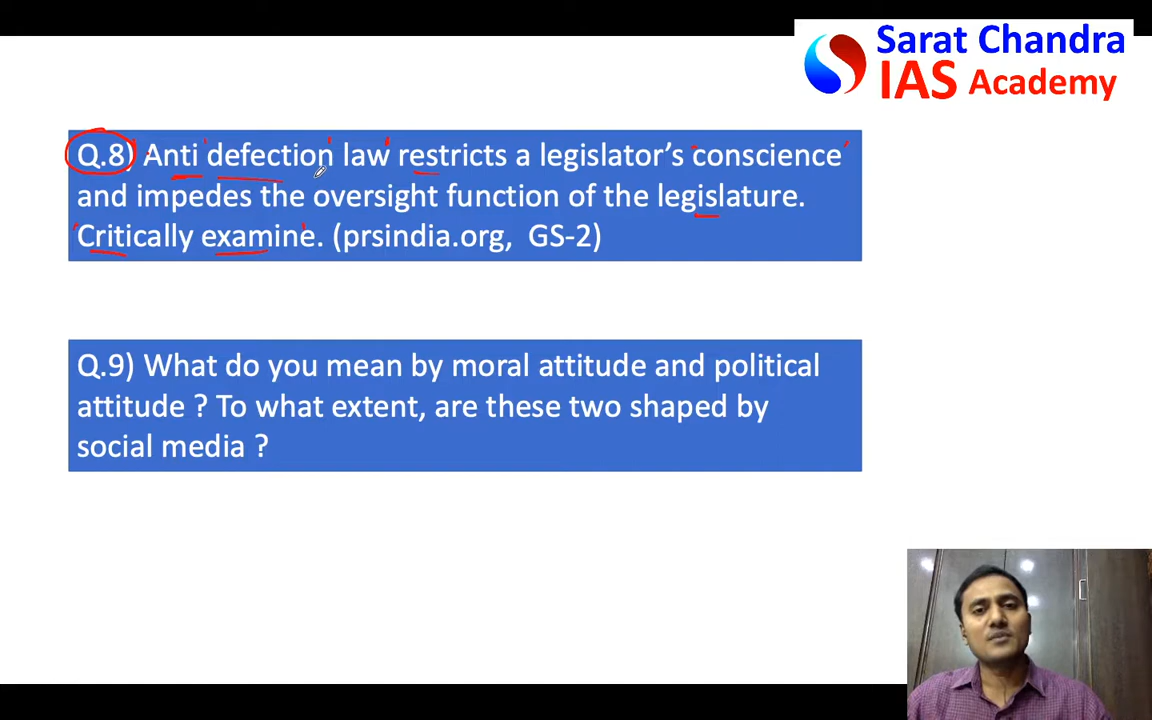 Sarat Chandra
IAS Academy
Q.8) Anti defection law restricts a legislator’s conscience
and impedes the oversight function of the legislature.
Critically examine. (prsindia.org, GS-2)
Q.9) What do you mean by moral attitude and political
attitude ? To what extent, are these two shaped by
social media ?